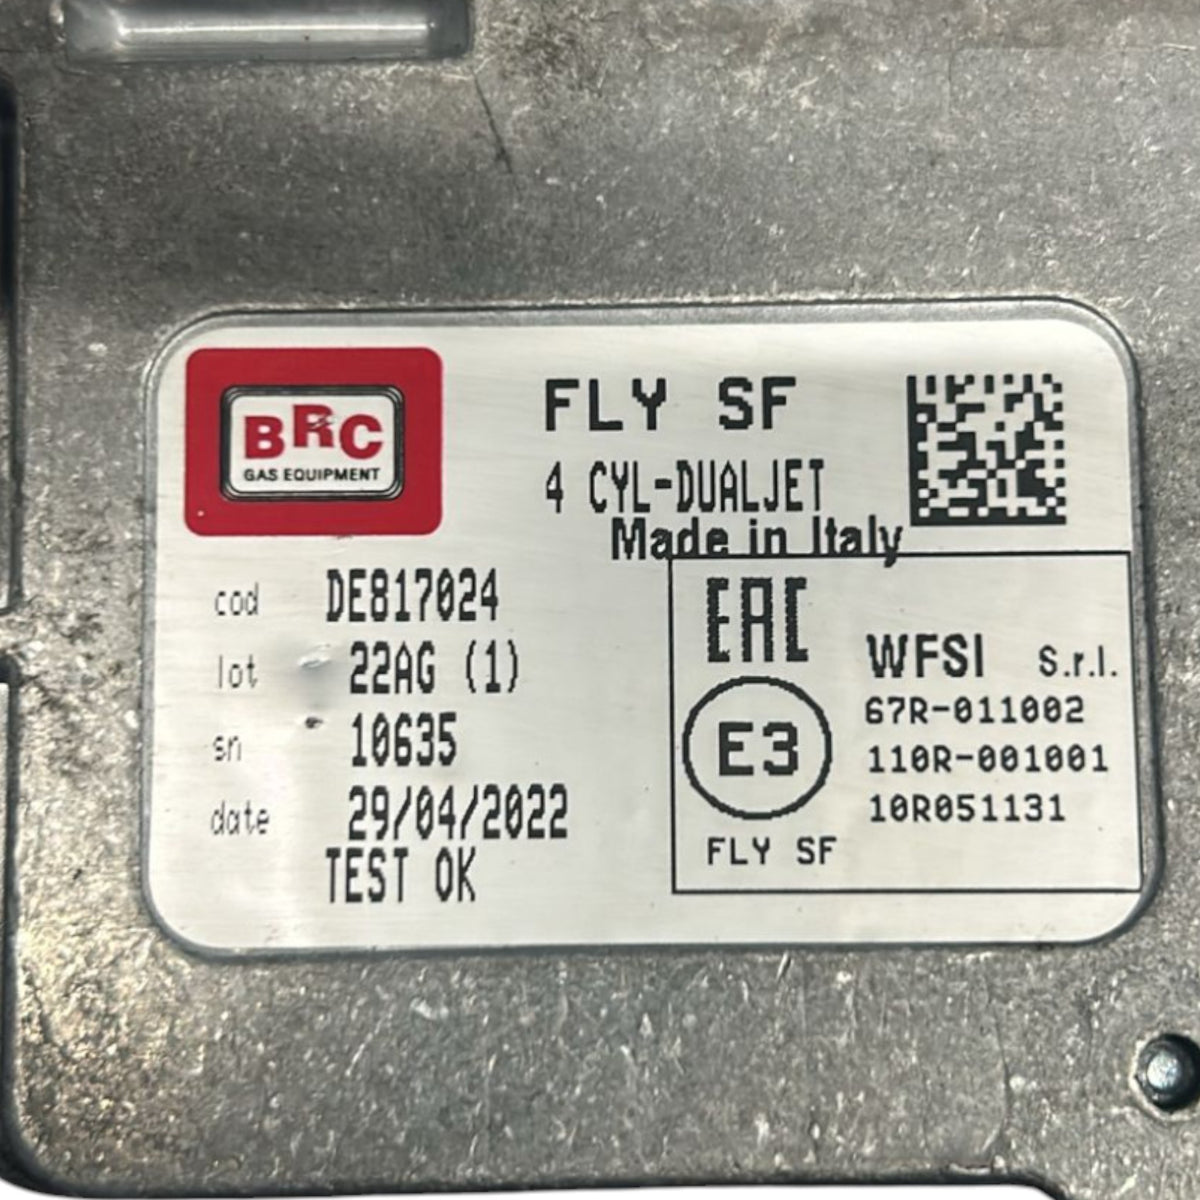 BRC
GAS EQUIPMENT
FLY SF
4 CYL-DUALJET
Made in Italy
cod DE817024
lot 22AG (1)
sn 10635
date 29/04/2022
TEST OK
EAC
WFSI S.r.l.
E3
67R-011002
110R-001001
10R051131
FLY SF